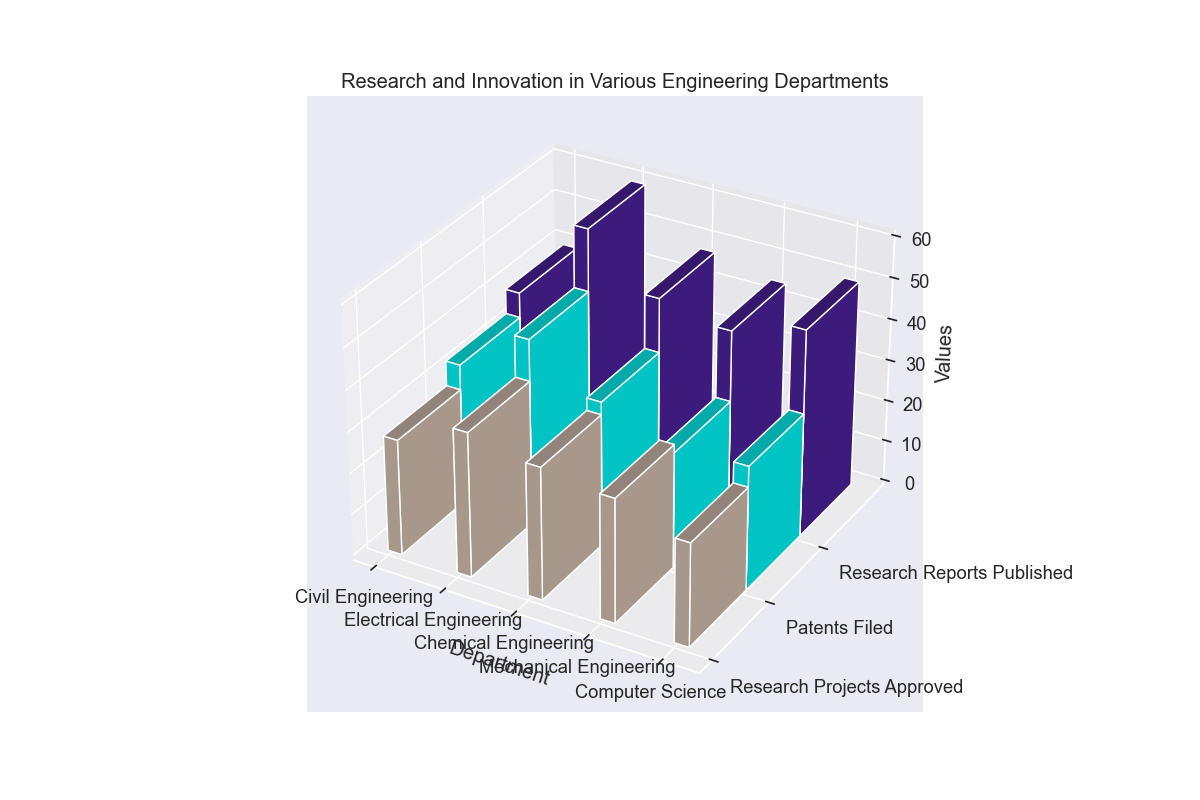 Research and Innovation in Various Engineering Departments
60
50
40
30
20
10
0
Values
Research Reports Published
Patents Filed
Research Projects Approved
Civil Engineering
Electrical Engineering
Chemical Engineering
Mechanical Engineering
Computer Science
Department